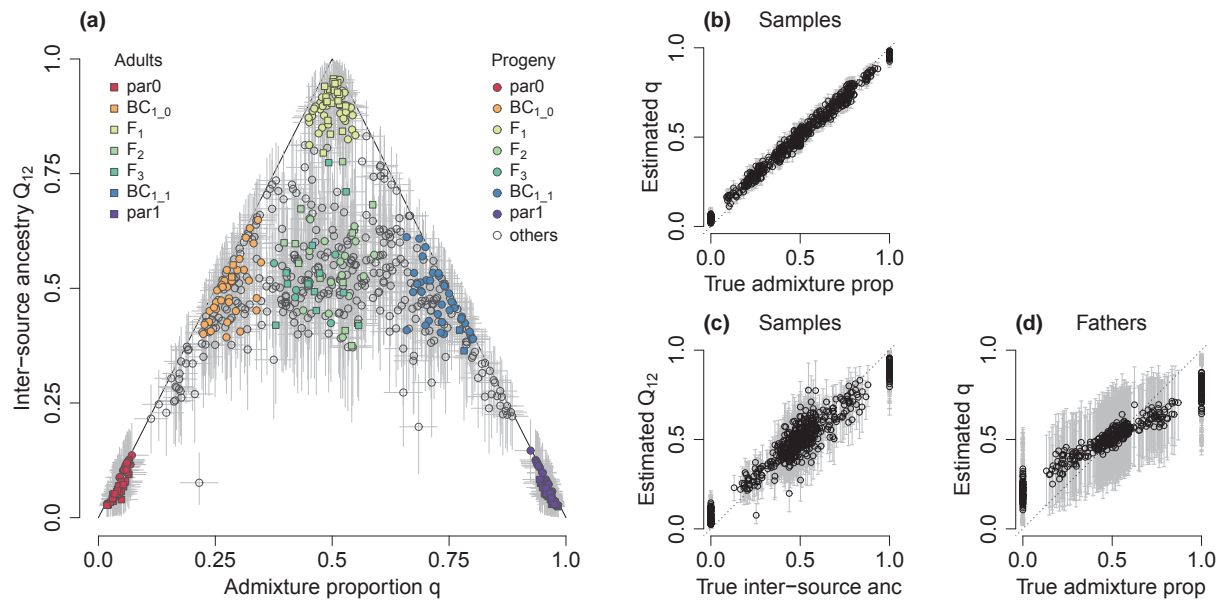 (a)
Inter−source ancestry Q12
1.0
0.75
0.5
0.25
0.0
Adults
par0
BC1_0
F1
F2
F3
BC1_1
par1
Progeny
par0
BC1_0
F1
F2
F3
BC1_1
par1
others
0.0 0.25 0.5 0.75 1.0
Admixture proportion q
(b) Samples
Estimated q
1.0
0.5
0.0
0.0 0.5 1.0
True admixture prop
(c) Samples
Estimated Q12
1.0
0.5
0.0
0.0 0.5 1.0
True inter−source anc
(d) Fathers
Estimated q
1.0
0.5
0.0
0.0 0.5 1.0
True admixture prop